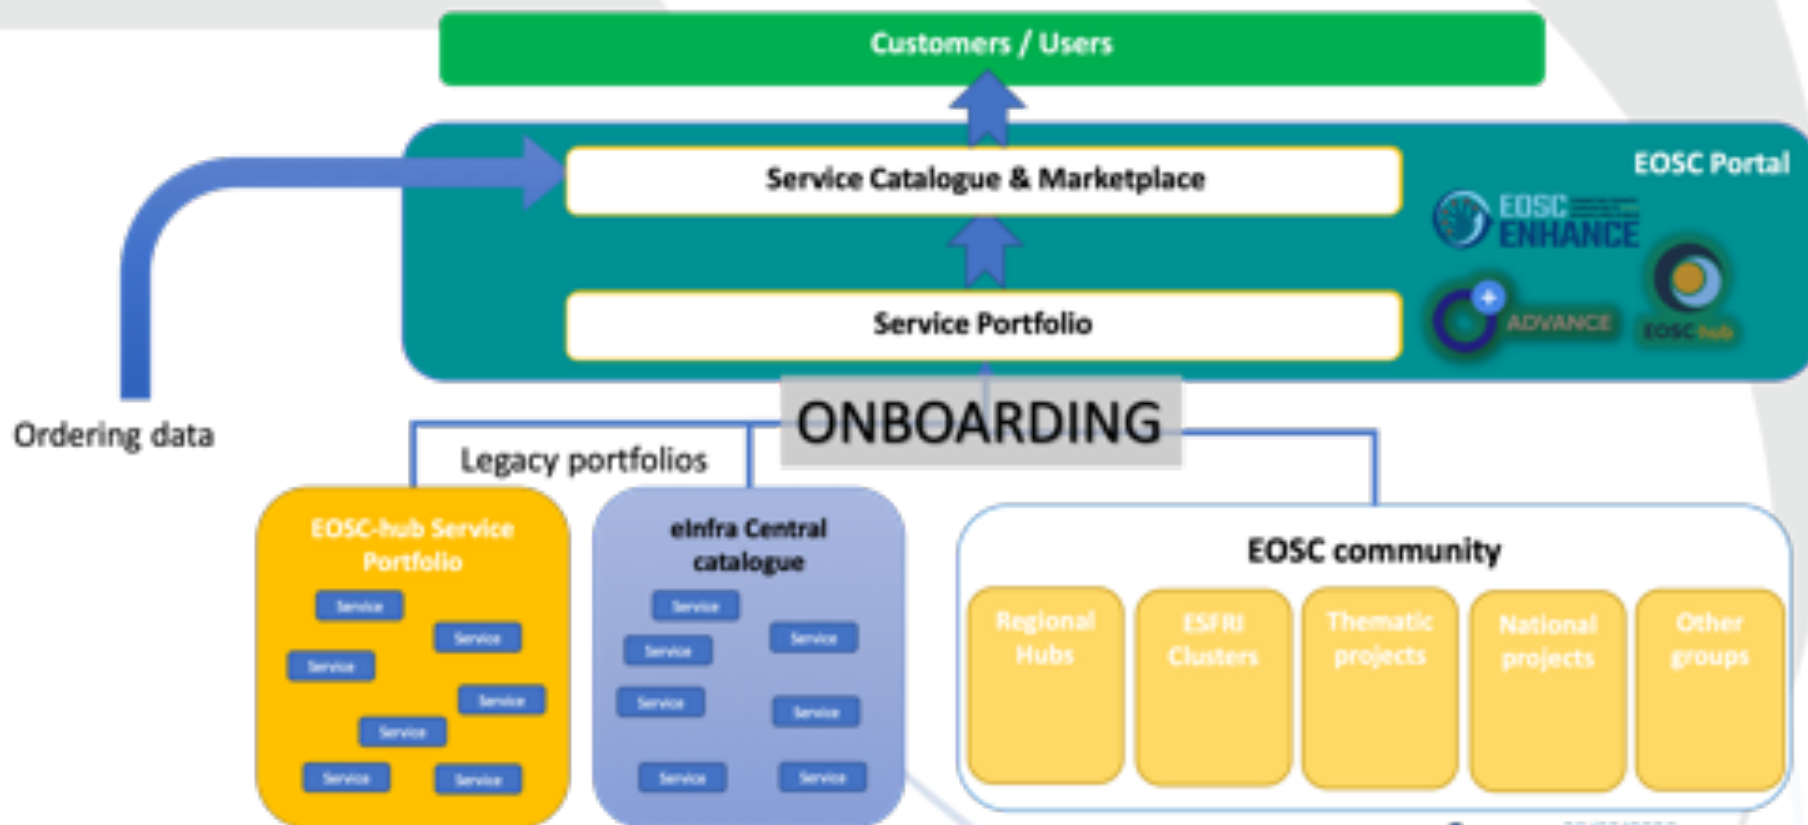 Customers / Users
EOSC Portal
Service Catalogue & Marketplace
EOSC
ENHANCE
Service Portfolio
ADVANCE
EOSC-hub
ONBOARDING
Ordering data
Legacy portfolios
EOSC-hub Service
Portfolio
Service
Service
Service
Service
Service
Service
Service
eInfra Central
catalogue
Service
Service
Service
Service
Service
Service
Service
EOSC community
Regional
Hubs
ESFRI
Clusters
Thematic
projects
National
projects
Other
groups